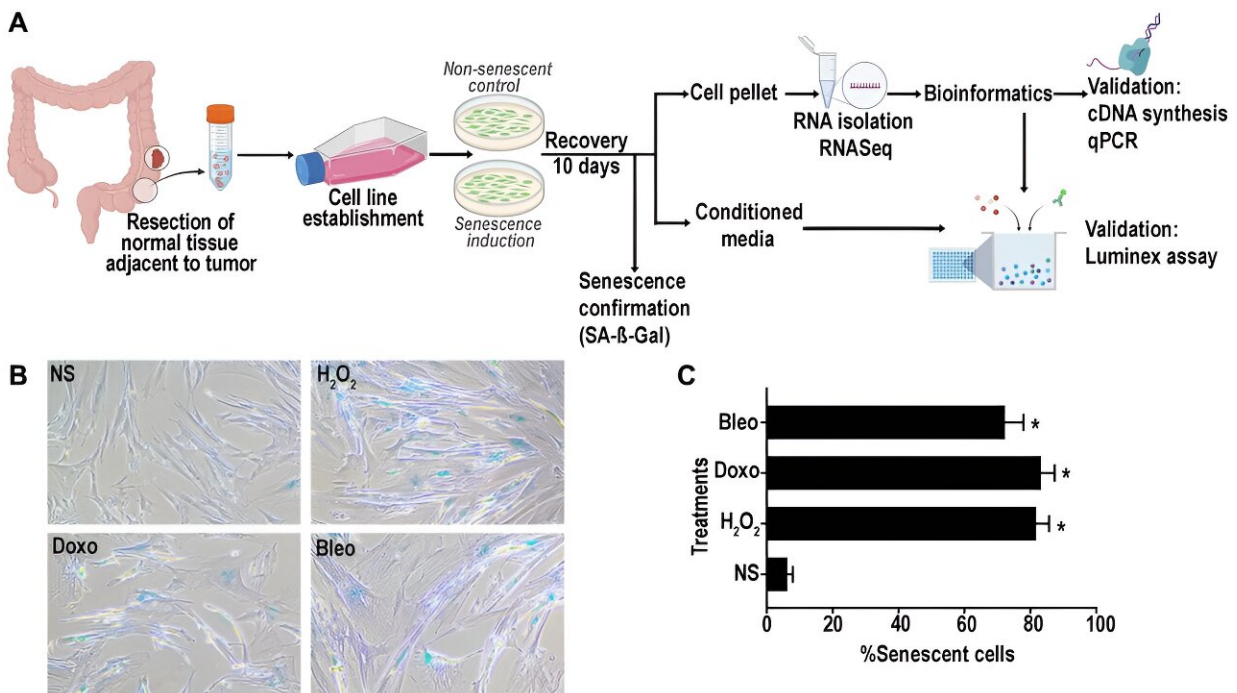 A
Resection of
normal tissue
adjacent to tumor
Cell line
establishment
Non-senescent
control
Senescence
induction
Recovery
10 days
Senescence
confirmation
(SA-ß-Gal)
Cell pellet
RNA isolation
RNASeq
Bioinformatics
Validation:
cDNA synthesis
qPCR
Conditioned
media
Validation:
Luminex assay
B
NS
H₂O₂
Doxo
Bleo
C
Treatments
Bleo
*
Doxo
*
H₂O₂
*
NS
0 20 40 60 80 100
%Senescent cells